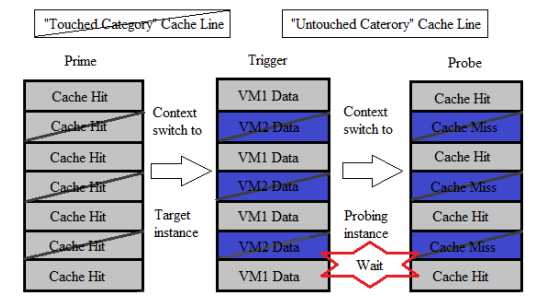 "Touched Category" Cache Line
"Untouched Caterory" Cache Line
Prime
Trigger
Probe
Cache Hit
Cache Hit
Cache Hit
Cache Hit
Cache Hit
Cache Hit
Cache Hit
Context
switch to
Target
instance
VM1 Data
VM2 Data
VM1 Data
VM2 Data
VM1 Data
VM2 Data
VM1 Data
Context
switch to
Probing
instance
Wait
Cache Hit
Cache Miss
Cache Hit
Cache Miss
Cache Hit
Cache Miss
Cache Hit